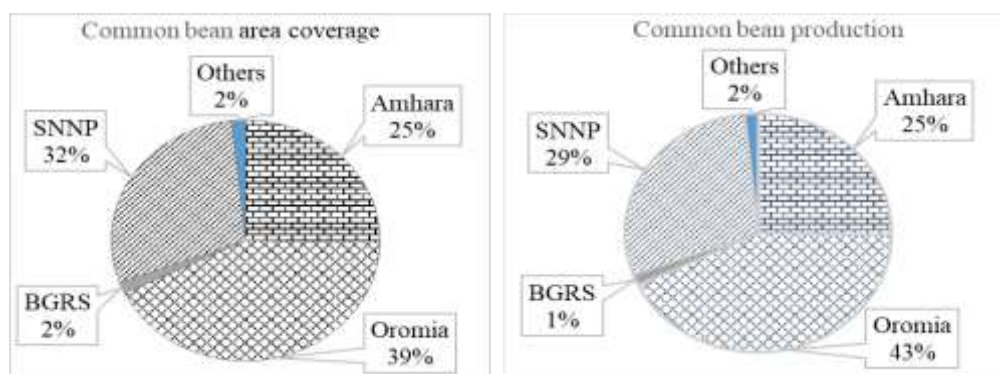 Common bean area coverage
Others
2%
Amhara
25%
SNNP
32%
BGRS
2%
Oromia
39%
Common bean production
Others
2%
Amhara
25%
SNNP
29%
BGRS
1%
Oromia
43%